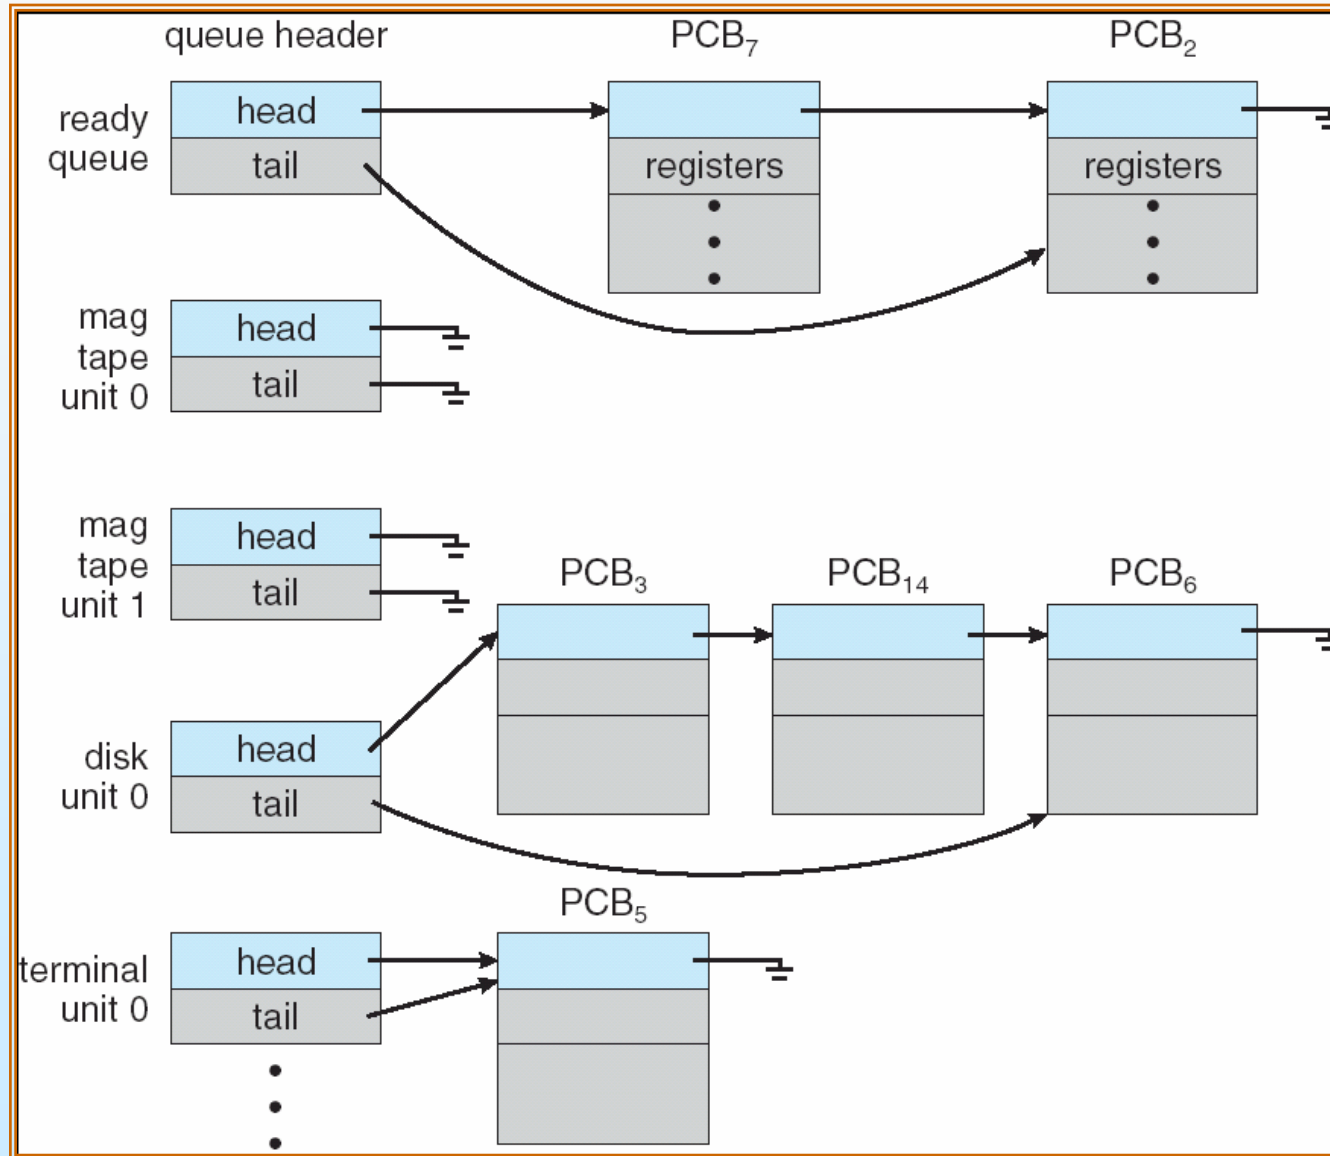 queue header
PCB7
PCB2
ready
queue
head
tail
registers
registers
mag
tape
unit 0
head
tail
mag
tape
unit 1
head
tail
PCB3
PCB14
PCB6
disk
unit 0
head
tail
PCB5
terminal
unit 0
head
tail